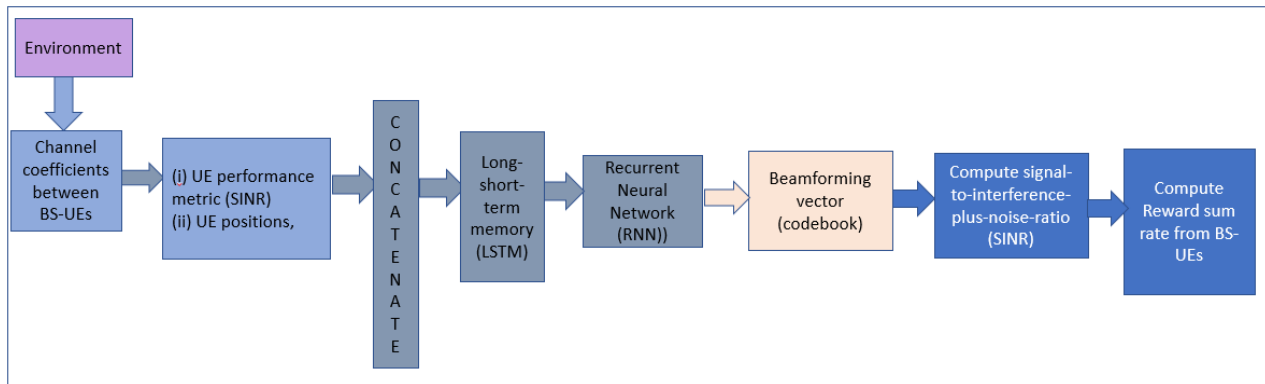 Environment
Channel
coefficients
between
BS-UEs
(i) UE performance
metric (SINR)
(ii) UE positions,
C
O
N
C
A
T
E
N
A
T
E
Long-
short-
term
memory
(LSTM)
Recurrent
Neural
Network
(RNN))
Beamforming
vector
(codebook)
Compute signal-
to-interference-
plus-noise-ratio
(SINR)
Compute
Reward sum
rate from BS-
UEs